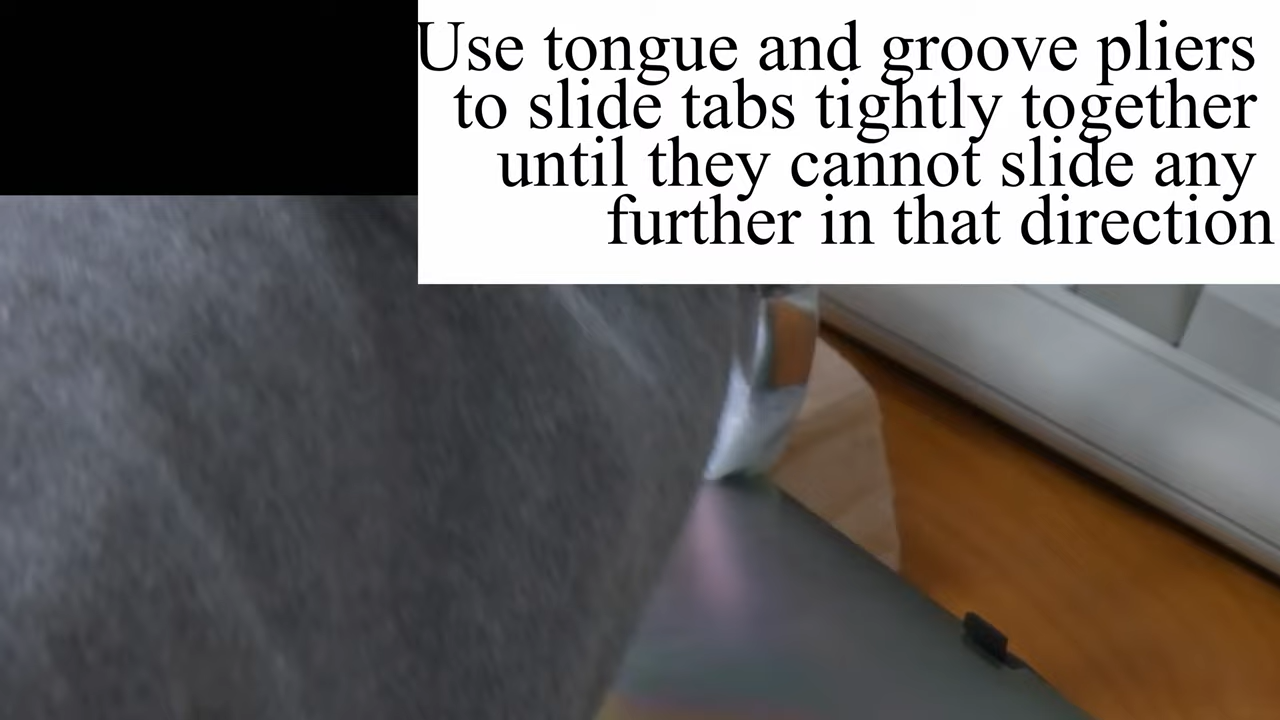 Use tongue and groove pliers
to slide tabs tightly together
until they cannot slide any
further in that direction